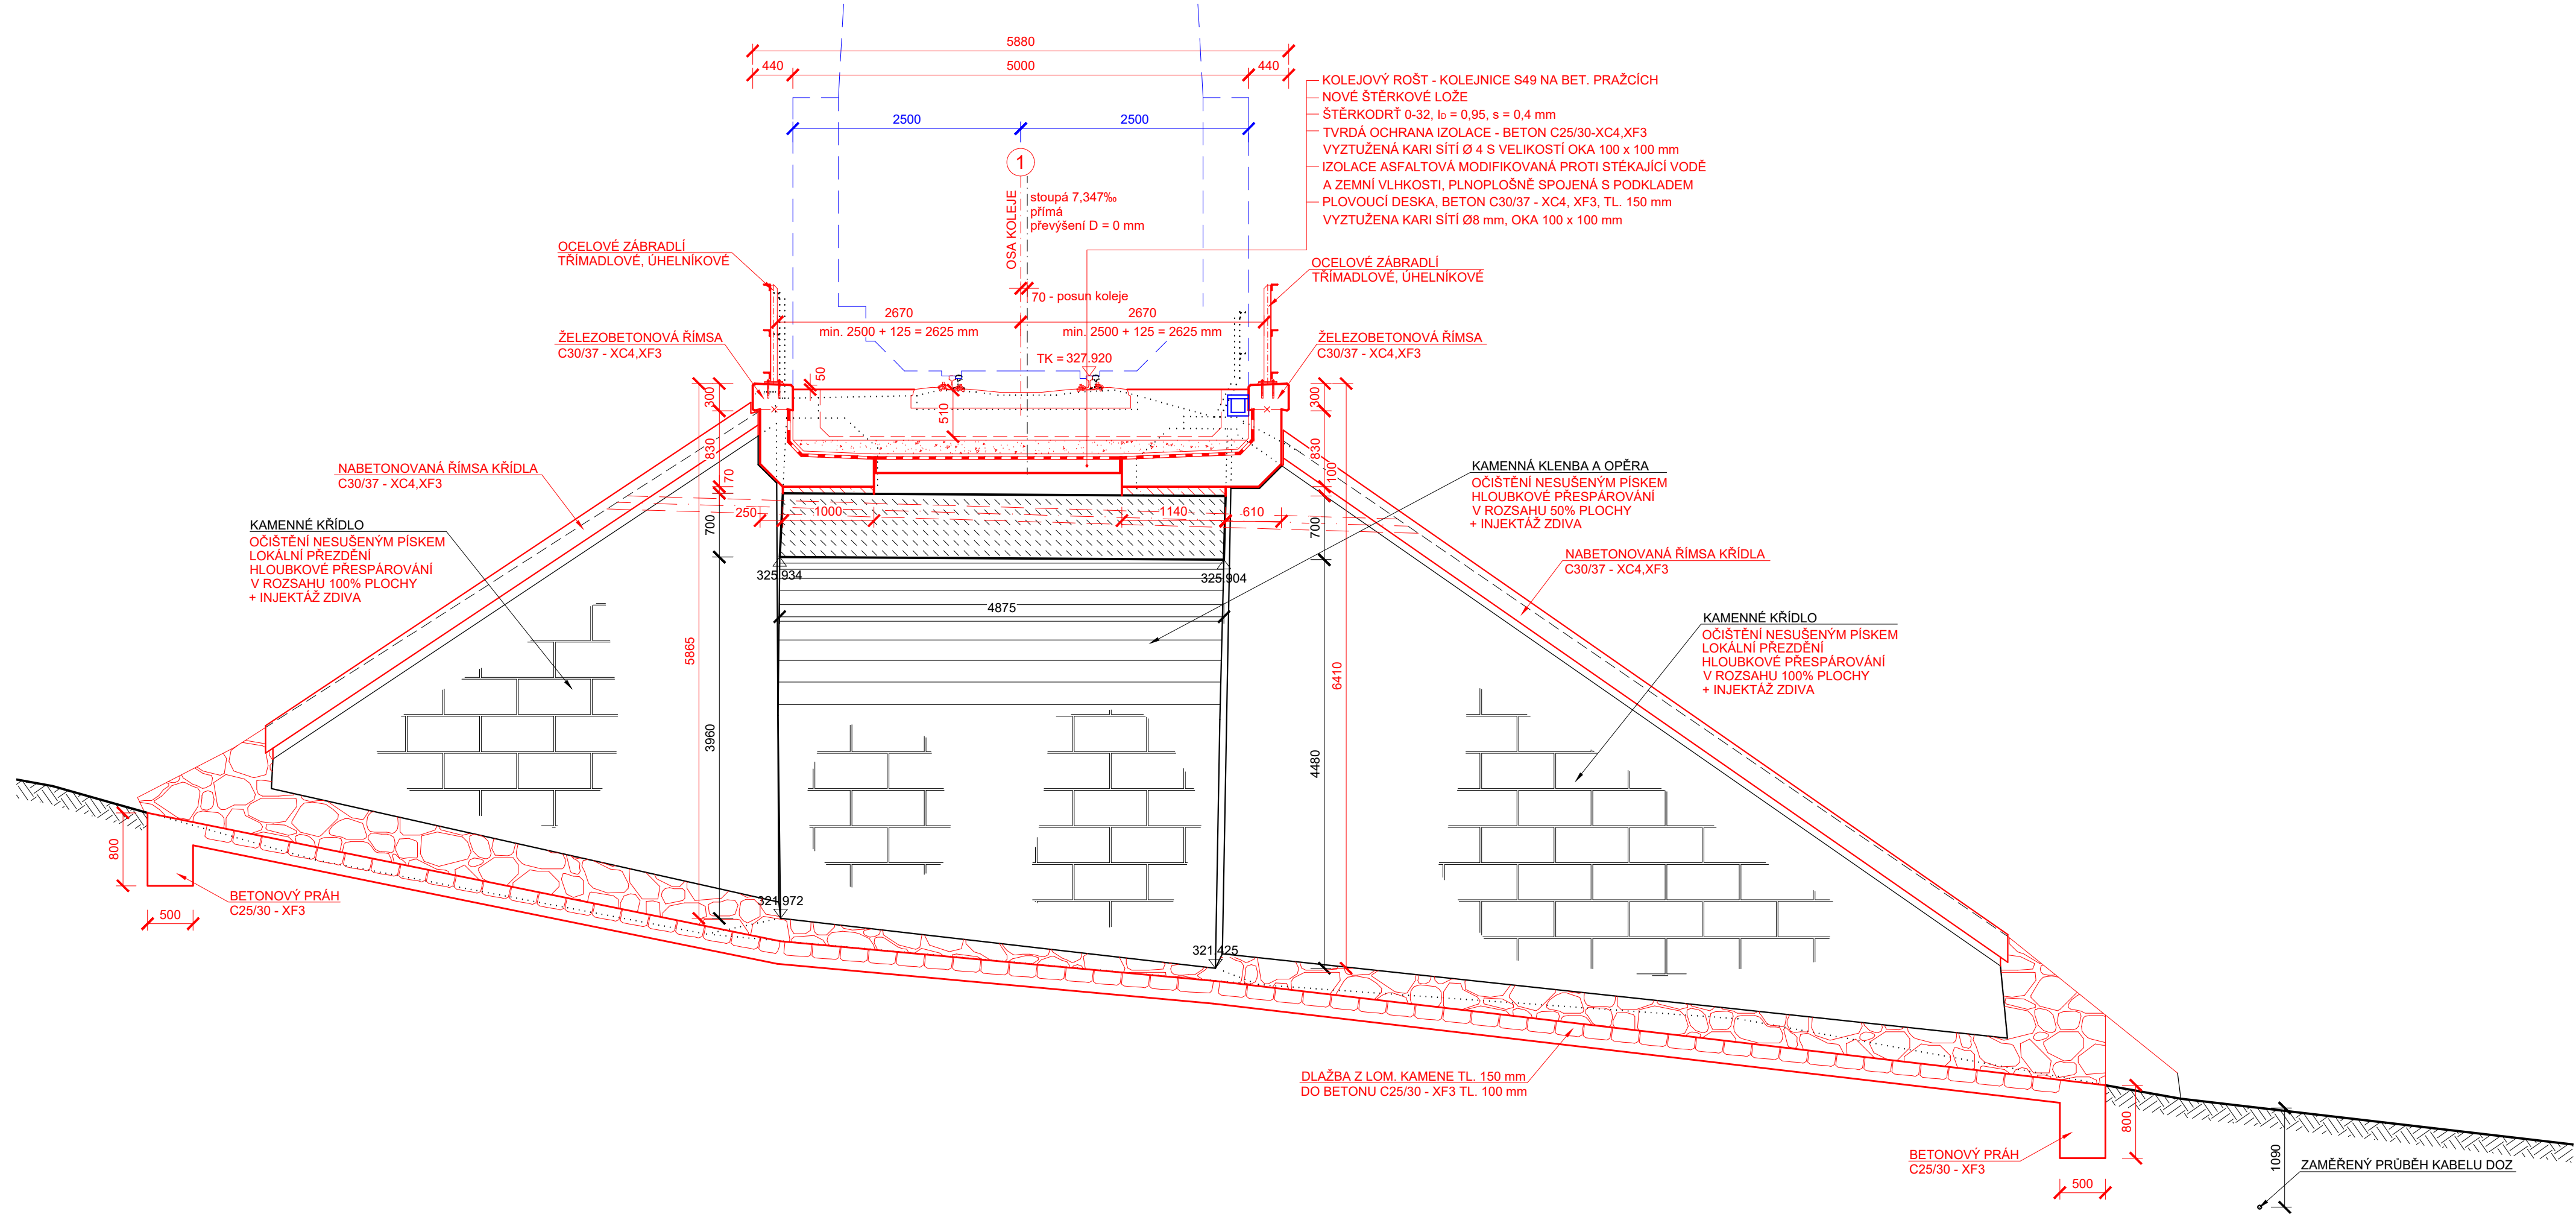 5880
440
5000
440
KOLEJOVÝ ROŠT - KOLEJNICE S49 NA BET. PRAŽCÍCH
NOVÉ ŠTĚRKOVÉ LOŽE
ŠTĚRKODRŤ 0-32, ID = 0,95, s = 0,4 mm
TVRDÁ OCHRANA IZOLACE - BETON C25/30-XC4,XF3
VYZTUŽENÁ KARI SÍTÍ Ø 4 S VELIKOSTÍ OKA 100 x 100 mm
IZOLACE ASFALTOVÁ MODIFIKOVANÁ PROTI STÉKAJÍCÍ VODĚ
A ZEMNÍ VLHKOSTI, PLNOPLOŠNĚ SPOJENÁ S PODKLADEM
PLOVOUCÍ DESKA, BETON C30/37 - XC4, XF3, TL. 150 mm
VYZTUŽENA KARI SÍTÍ Ø8 mm, OKA 100 x 100 mm
2500
2500
1
OSA KOLEJE
stoupá 7,347‰
přímá
převýšení D = 0 mm
OCELOVÉ ZÁBRADLÍ
TŘÍMADLOVÉ, ÚHELNÍKOVÉ
OCELOVÉ ZÁBRADLÍ
TŘÍMADLOVÉ, ÚHELNÍKOVÉ
70 - posun koleje
2670
2670
min. 2500 + 125 = 2625 mm
min. 2500 + 125 = 2625 mm
ŽELEZOBETONOVÁ ŘÍMSA
C30/37 - XC4,XF3
ŽELEZOBETONOVÁ ŘÍMSA
C30/37 - XC4,XF3
TK = 327.920
50
300
300
510
830
830
70
100
NABETONOVANÁ ŘÍMSA KŘÍDLA
C30/37 - XC4,XF3
KAMENNÁ KLENBA A OPĚRA
OČIŠTĚNÍ NESUŠENÝM PÍSKEM
HLOUBKOVÉ PŘESPÁROVÁNÍ
V ROZSAHU 50% PLOCHY
+ INJEKTÁŽ ZDIVA
250
1000
1140
610
700
700
KAMENNÉ KŘÍDLO
OČIŠTĚNÍ NESUŠENÝM PÍSKEM
LOKÁLNÍ PŘEZDĚNÍ
HLOUBKOVÉ PŘESPÁROVÁNÍ
V ROZSAHU 100% PLOCHY
+ INJEKTÁŽ ZDIVA
NABETONOVANÁ ŘÍMSA KŘÍDLA
C30/37 - XC4,XF3
325.934
325.904
4875
KAMENNÉ KŘÍDLO
OČIŠTĚNÍ NESUŠENÝM PÍSKEM
LOKÁLNÍ PŘEZDĚNÍ
HLOUBKOVÉ PŘESPÁROVÁNÍ
V ROZSAHU 100% PLOCHY
+ INJEKTÁŽ ZDIVA
5865
6410
3960
4480
800
BETONOVÝ PRÁH
C25/30 - XF3
500
321.972
321.425
DLAŽBA Z LOM. KAMENE TL. 150 mm
DO BETONU C25/30 - XF3 TL. 100 mm
800
BETONOVÝ PRÁH
C25/30 - XF3
500
1090
ZAMĚŘENÝ PRŮBĚH KABELU DOZ